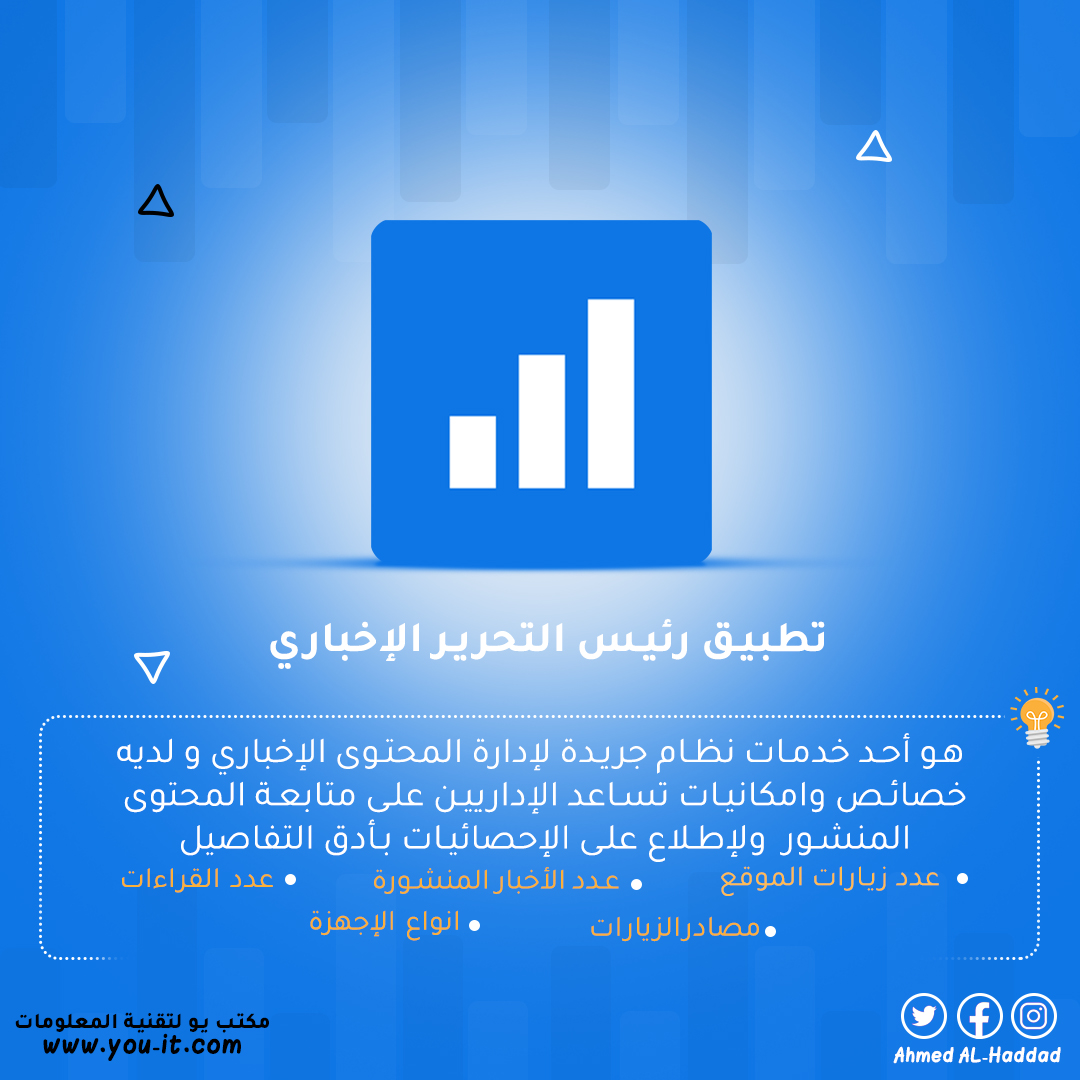 تطبيق رئيس التحرير الإخباري
هو أحد خدمات نظام جريدة لإدارة المحتوى الإخباري و لديه
خصائص وامكانيات تساعد الإداريين على متابعة المحتوى
المنشور ولإطلاع على الإحصائيات بأدق التفاصيل
عدد زيارات الموقع
عدد الأخبار المنشورة
عدد القراءات
مصادرالزيارات
انواع الإجهزة
مكتب يو لتقنية المعلومات
www.you-it.com
Ahmed AL-Haddad